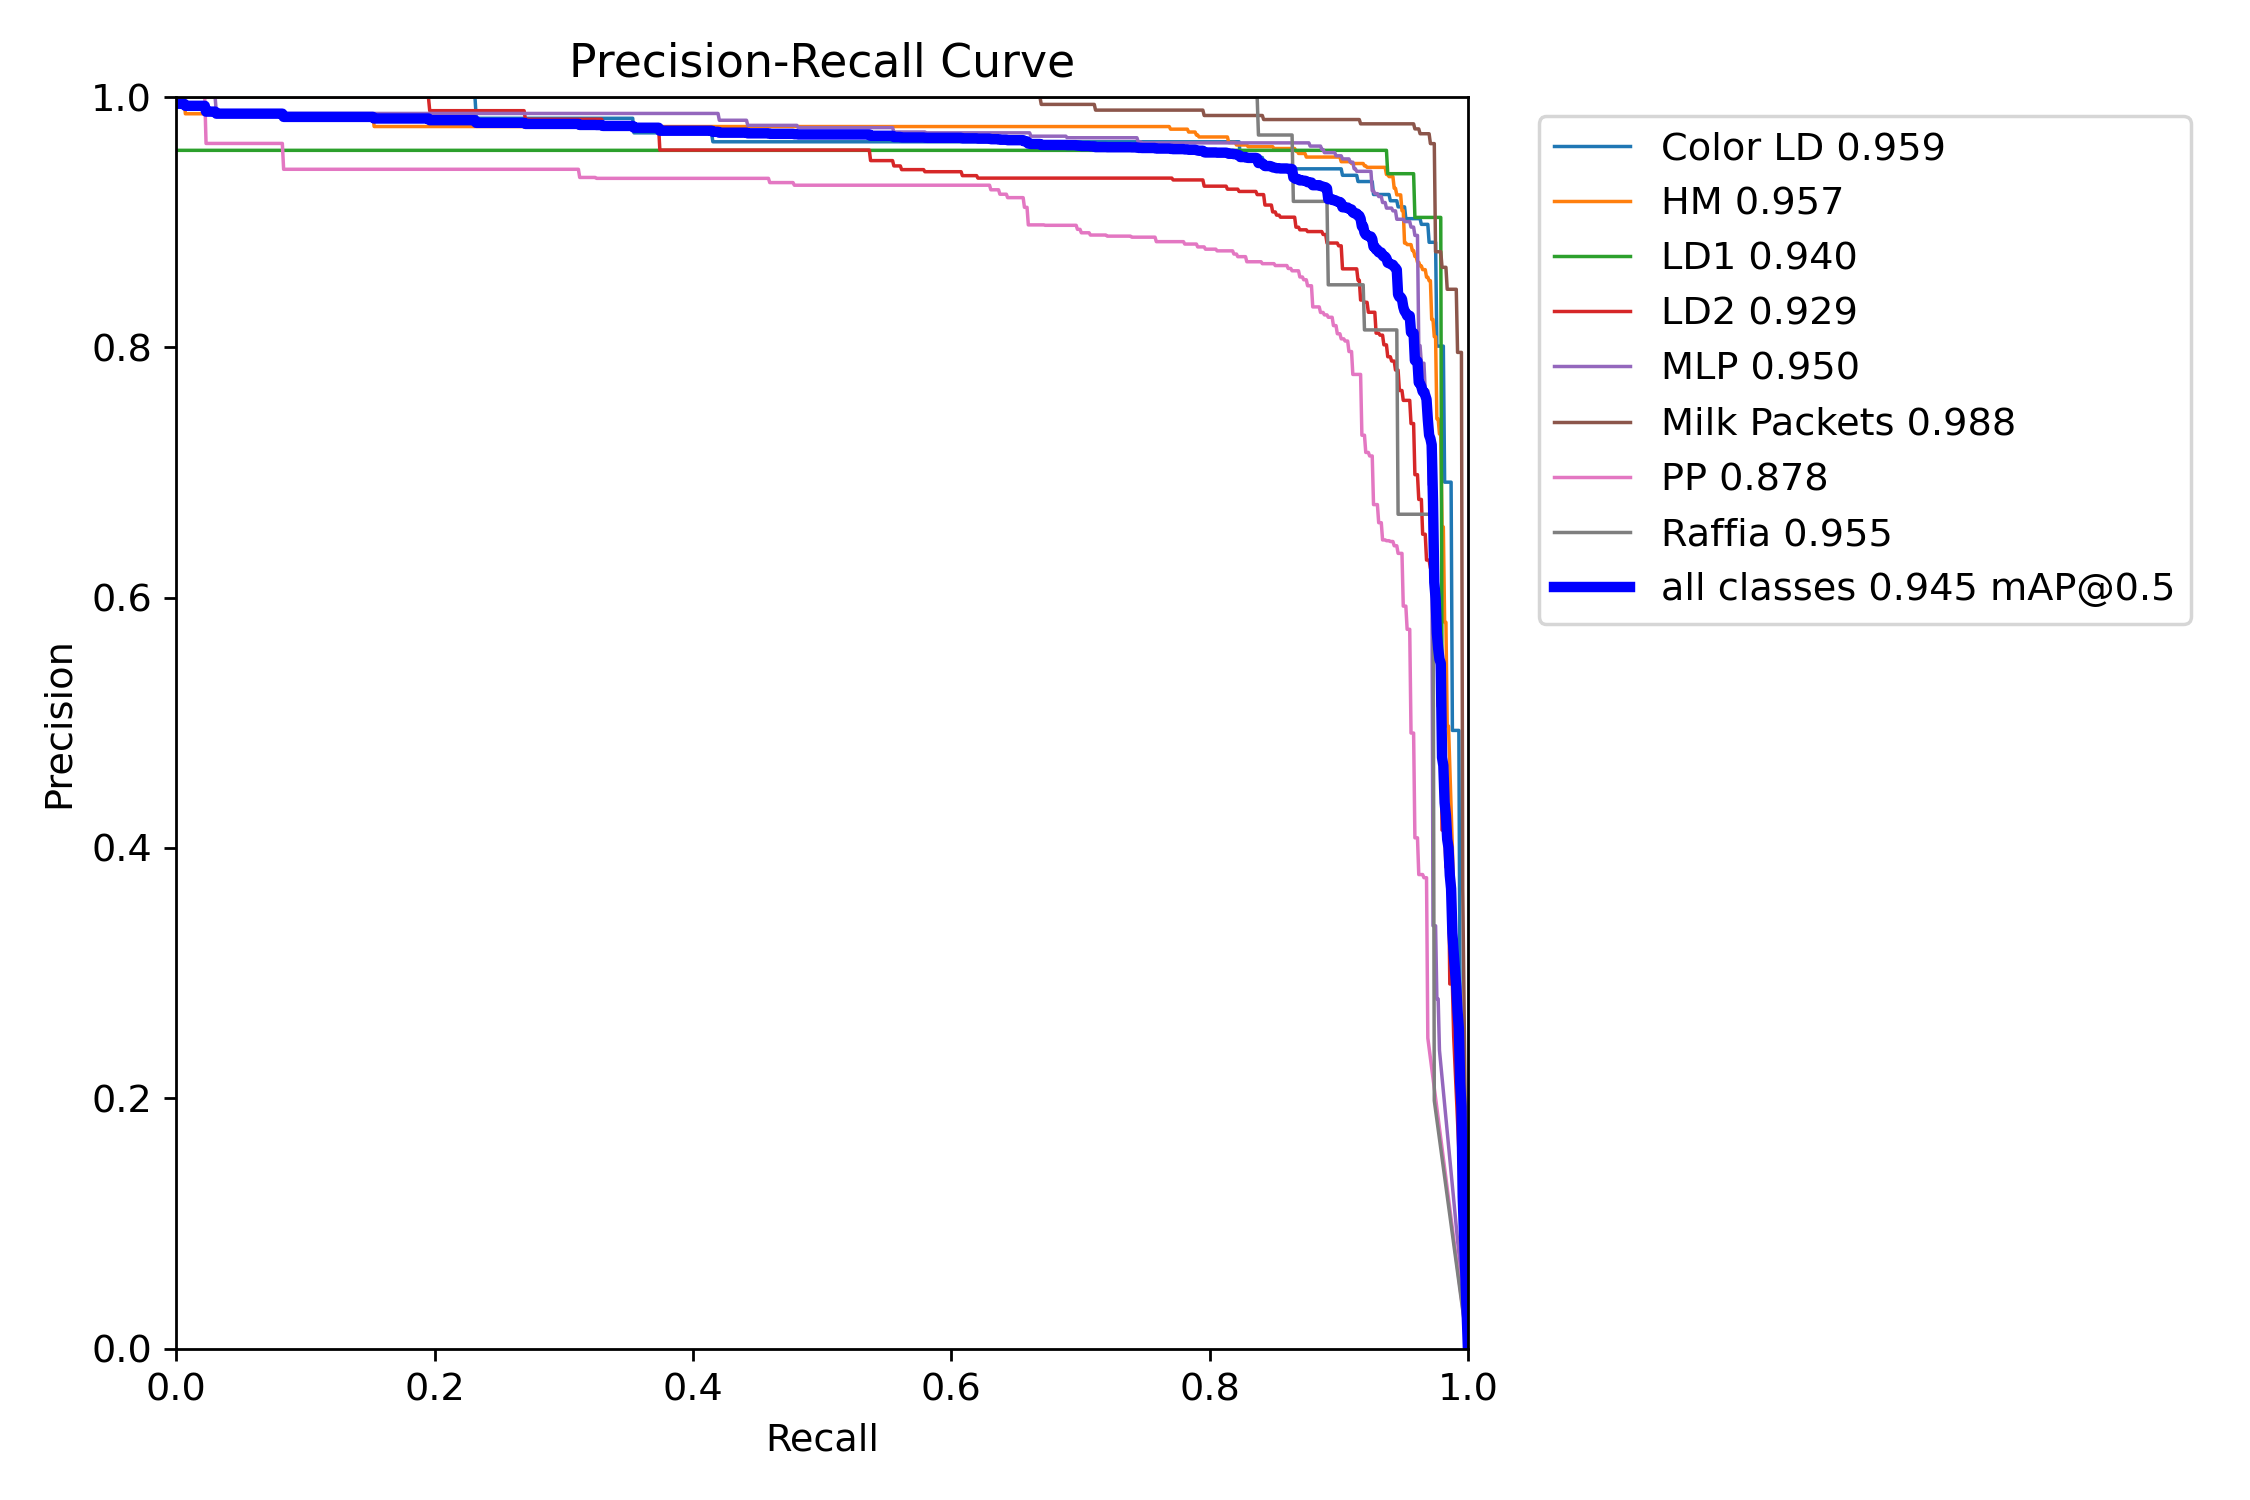 Precision-Recall Curve
1.0
0.8
0.6
0.4
0.2
0.0
Precision
0.0 0.2 0.4 0.6 0.8 1.0
Recall
Color LD 0.959
HM 0.957
LD1 0.940
LD2 0.929
MLP 0.950
Milk Packets 0.988
PP 0.878
Raffia 0.955
all classes 0.945 mAP@0.5